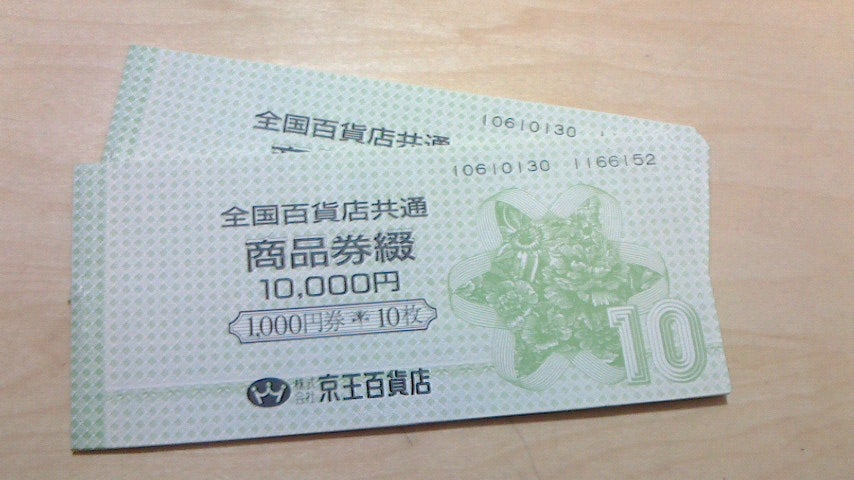 全国百貨店共通
10610130
10610130 1166152
全国百貨店共通
商品券綴
10,000円
1,000円券 * 10枚
10
株式会社 京王百貨店